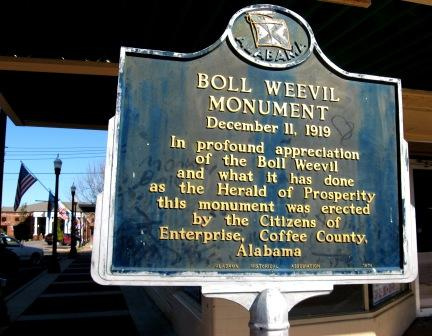 ALABAMA
BOLL WEEVIL
MONUMENT
December 11, 1919
In profound appreciation
of the Boll Weevil
and what it has done
as the Herald of Prosperity
this monument was erected
by the Citizens of
Enterprise, Coffee County,
Alabama
ALABAMA HISTORICAL ASSOCIATION